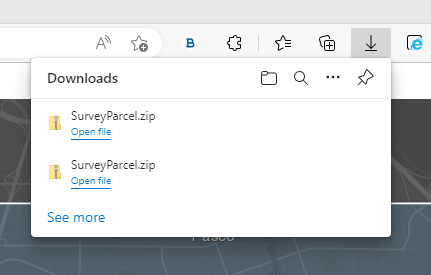 A
B
Downloads
SurveyParcel.zip
Open file
SurveyParcel.zip
Open file
See more
Pasco